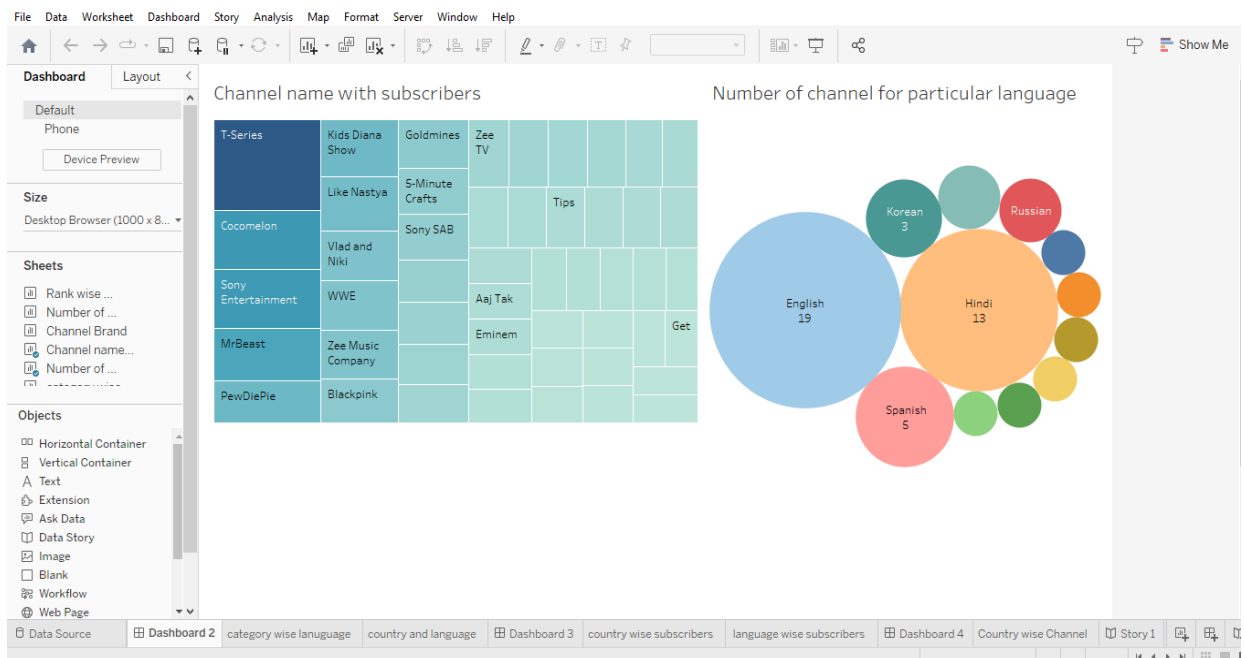 File Data Worksheet Dashboard Story Analysis Map Format Server Window Help
Show Me
Dashboard Layout
Default
Phone
Device Preview
Size
Desktop Browser (1000 x 8...
Sheets
Rank wise ...
Number of ...
Channel Brand
Channel name...
Number of ...
Objects
Horizontal Container
Vertical Container
Text
Extension
Ask Data
Data Story
Image
Blank
Workflow
Web Page
Channel name with subscribers
T-Series
Cocomelon
Sony
Entertainment
MrBeast
PewDiePie
Kids Diana
Show
Like Nastya
Vlad and
Niki
WWE
Zee Music
Company
Blackpink
Goldmines
5-Minute
Crafts
Sony SAB
Zee
TV
Tips
Aaj Tak
Eminem
Get
Number of channel for particular language
Korean
3
Russian
English
19
Hindi
13
Spanish
5
Data Source Dashboard 2 category wise lanuguage country and language Dashboard 3 country wise subscribers language wise subscribers Dashboard 4 Country wise Channel Story 1